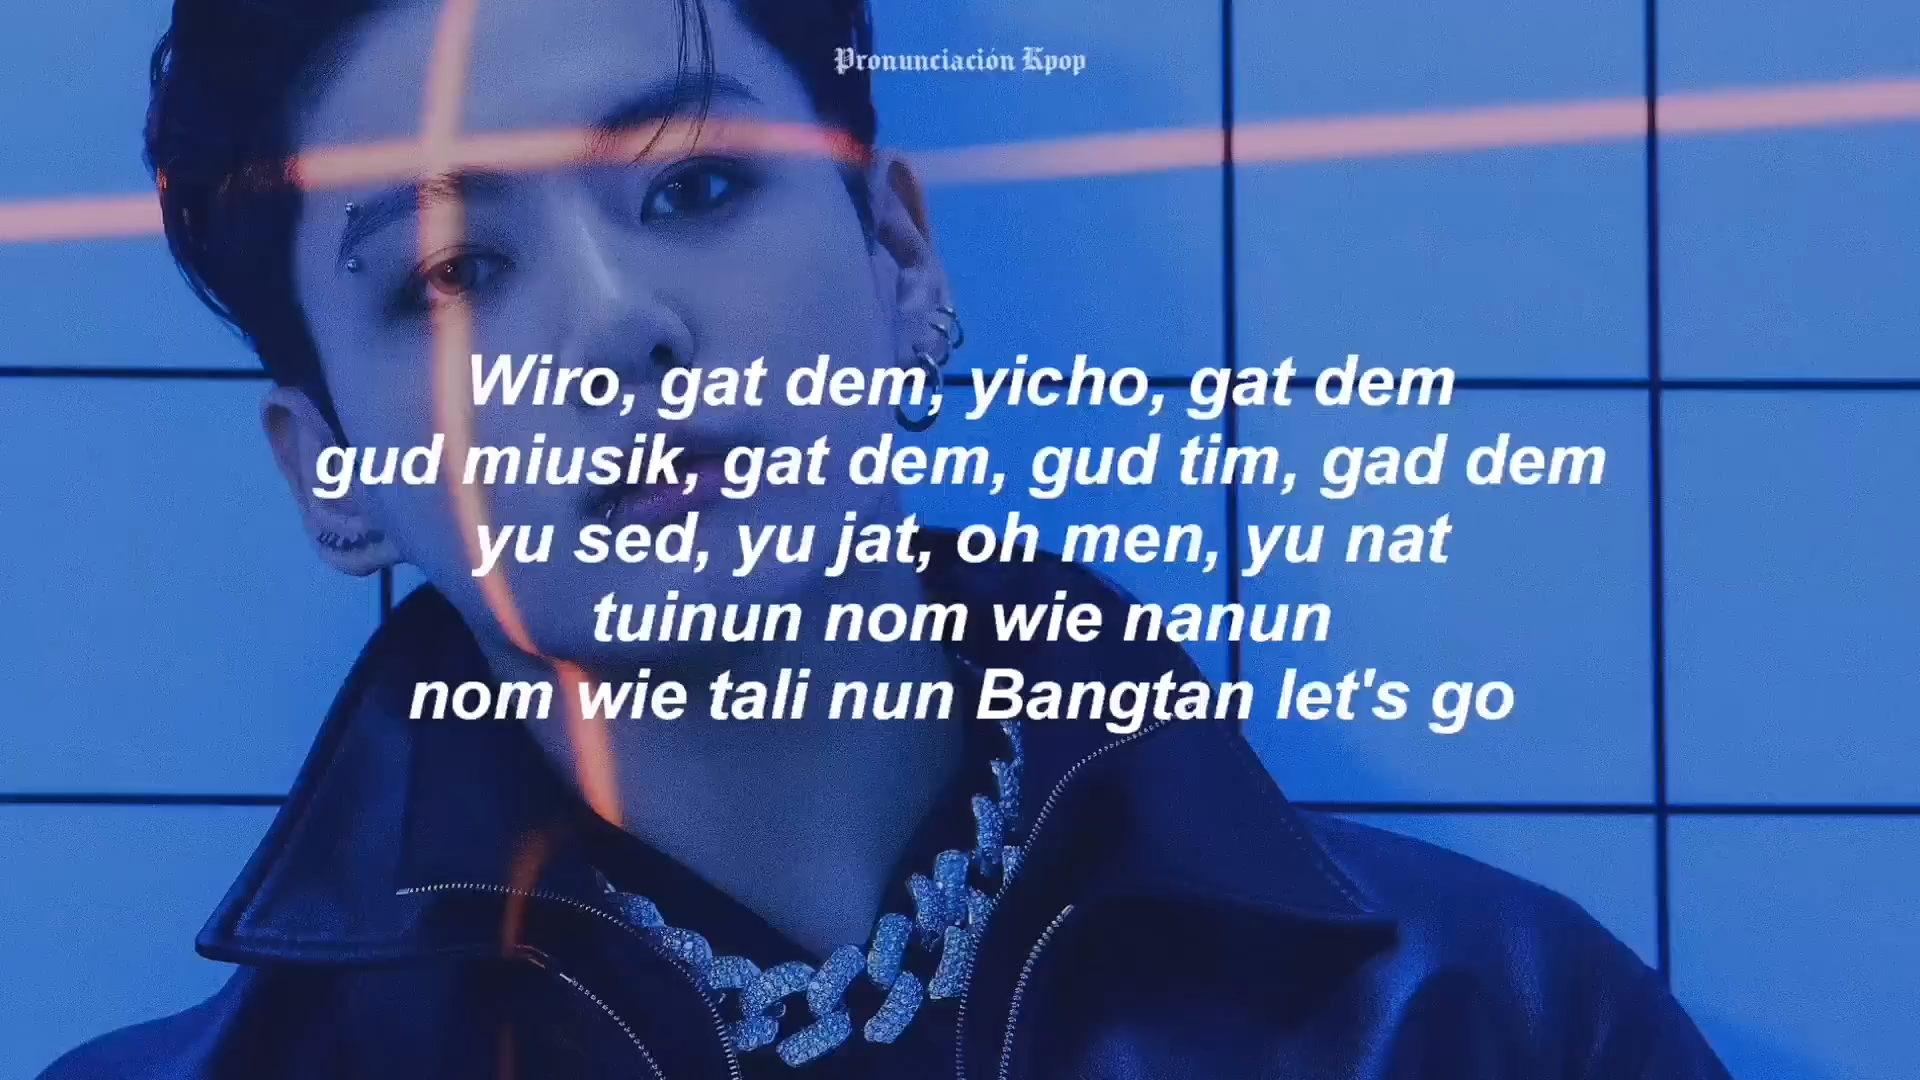 Pronunciación Kpop
Wiro, gat dem, yicho, gat dem
gud miusik, gat dem, gud tim, gad dem
yu sed, yu jat, oh men, yu nat
tuinun nom wie nanun
nom wie tali nun Bangtan let's go